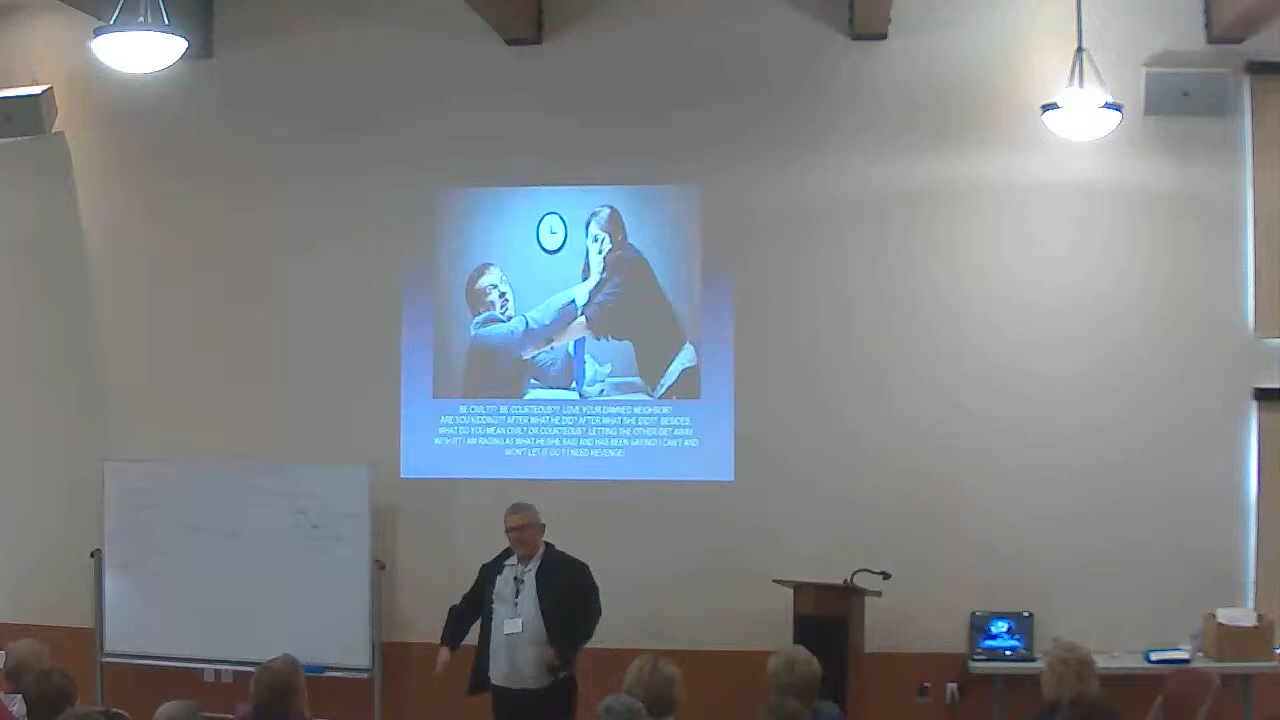 BE CIVIL?? BE COURTEOUS?? LOVE YOUR DAMNED NEIGHBOR?
ARE YOU KIDDING?? AFTER WHAT HE DID? AFTER WHAT SHE DID?? BESIDES,
WHAT DO YOU MEAN CIVIL? OR COURTEOUS?. LETTING THE OTHER GET AWAY
WITH IT? I AM RAGING AT WHAT HE/SHE SAID AND HAS BEEN SAYING! I CAN'T AND
WON'T LET IT GO! I NEED REVENGE!